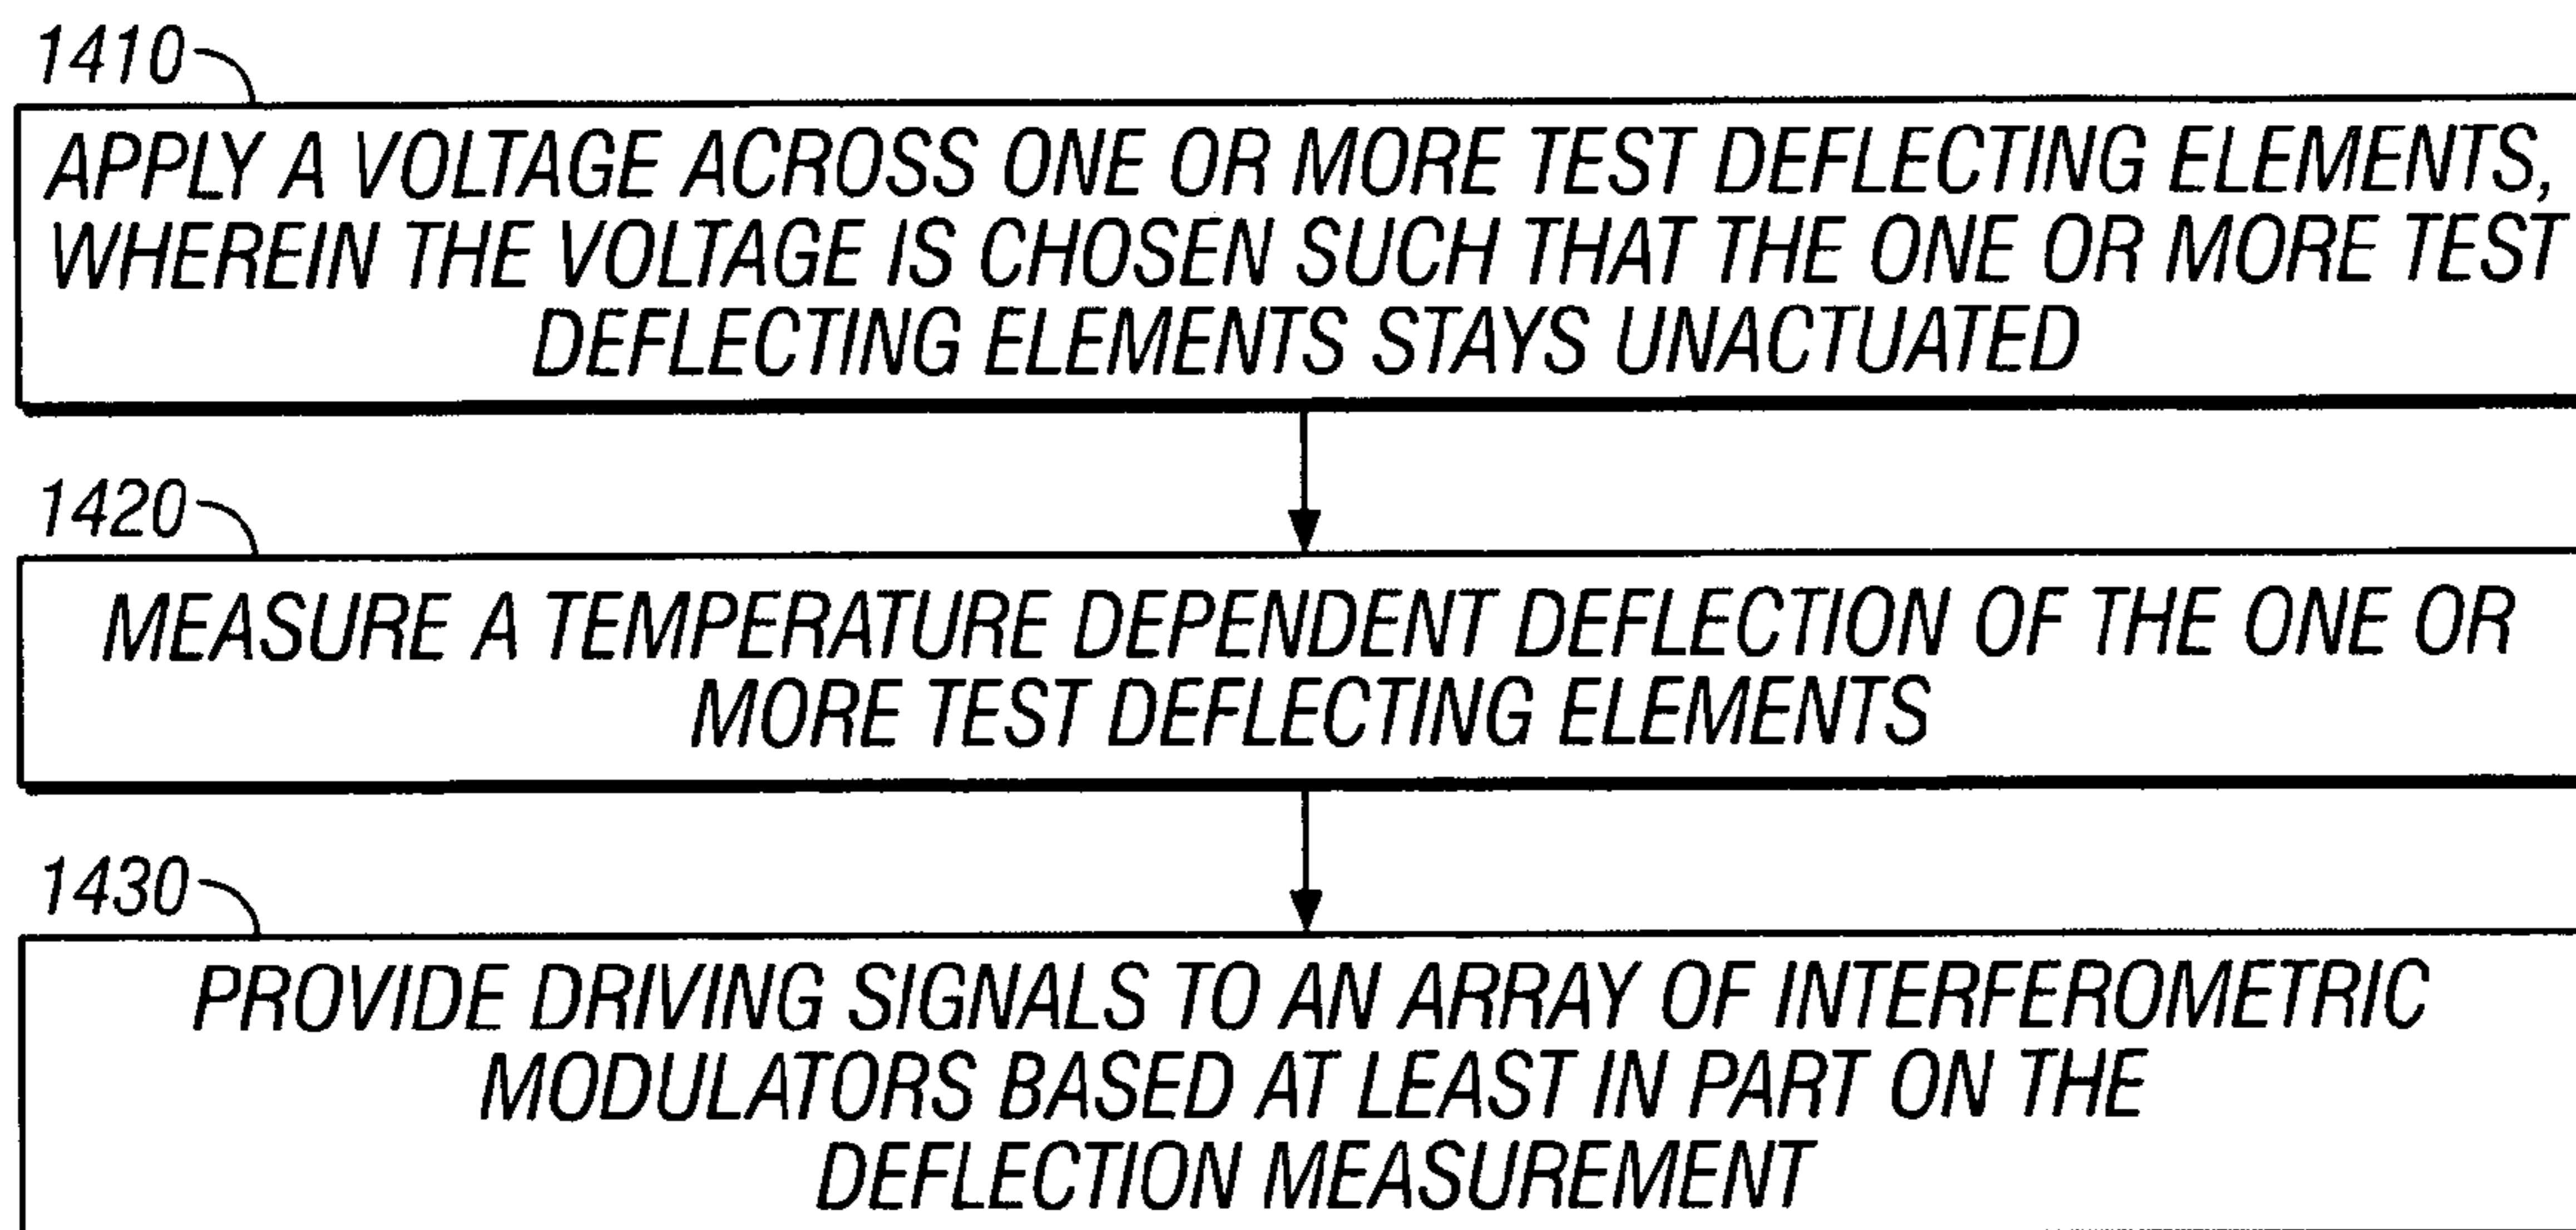 1410
APPLY A VOLTAGE ACROSS ONE OR MORE TEST DEFLECTING ELEMENTS,
WHEREIN THE VOLTAGE IS CHOSEN SUCH THAT THE ONE OR MORE TEST
DEFLECTING ELEMENTS STAYS UNACTUATED
1420
MEASURE A TEMPERATURE DEPENDENT DEFLECTION OF THE ONE OR
MORE TEST DEFLECTING ELEMENTS
1430
PROVIDE DRIVING SIGNALS TO AN ARRAY OF INTERFEROMETRIC
MODULATORS BASED AT LEAST IN PART ON THE
DEFLECTION MEASUREMENT